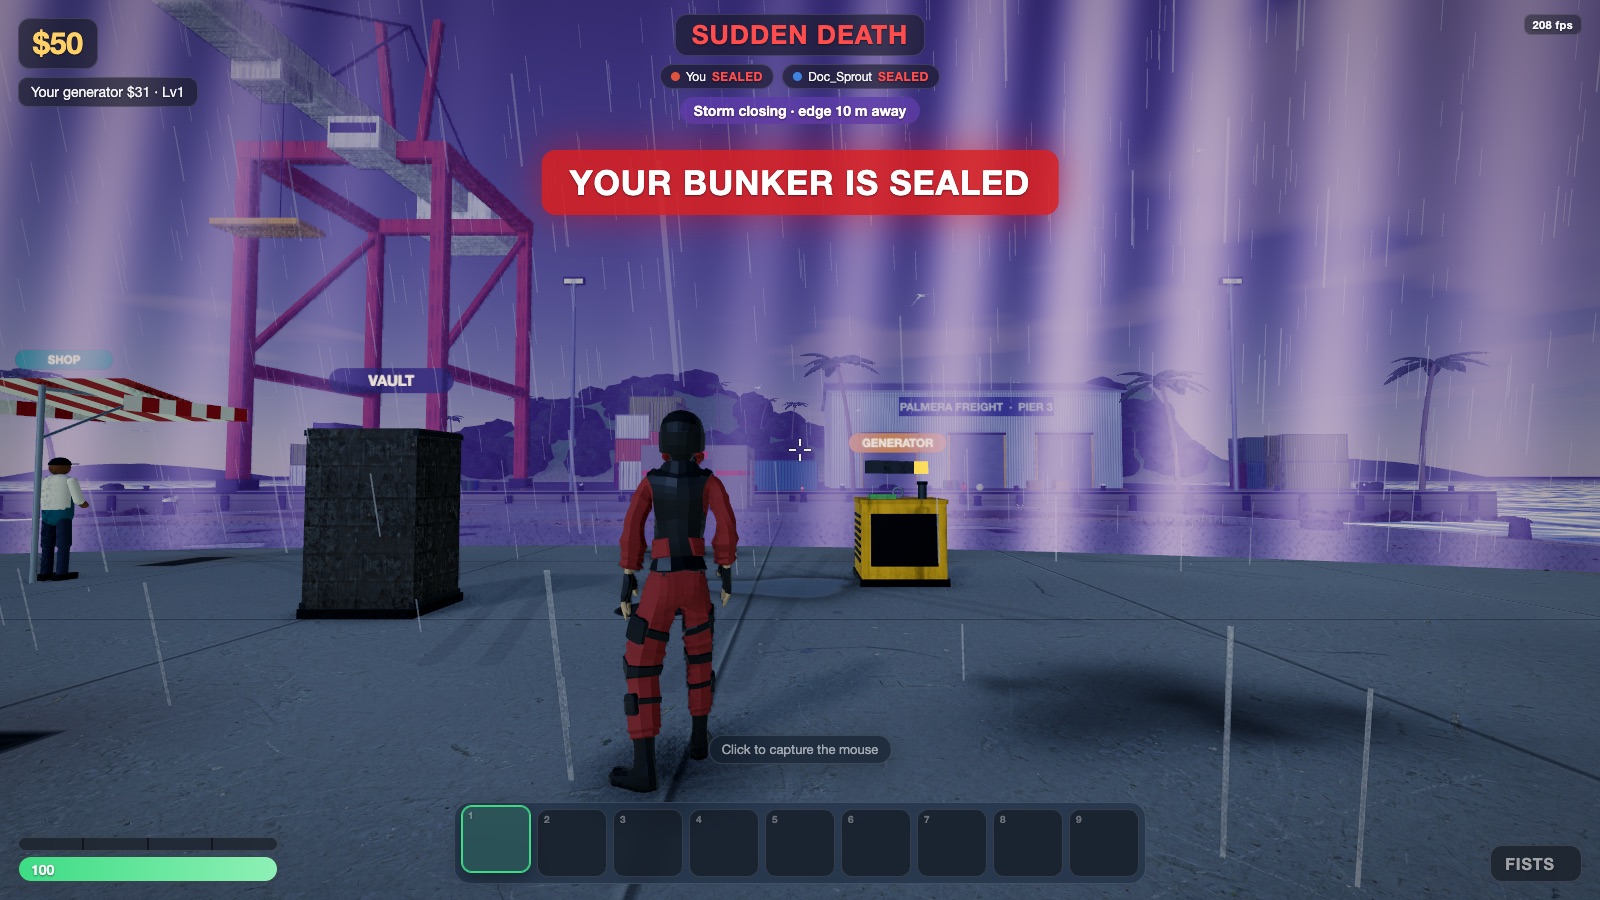 $50
Your generator $31 · Lv1
SUDDEN DEATH
You SEALED
Doc_Sprout SEALED
Storm closing · edge 10 m away
208 fps
YOUR BUNKER IS SEALED
SHOP
VAULT
PALMERA FREIGHT · PIER 3
GENERATOR
Click to capture the mouse
1
2
3
4
5
6
7
8
9
100
FISTS